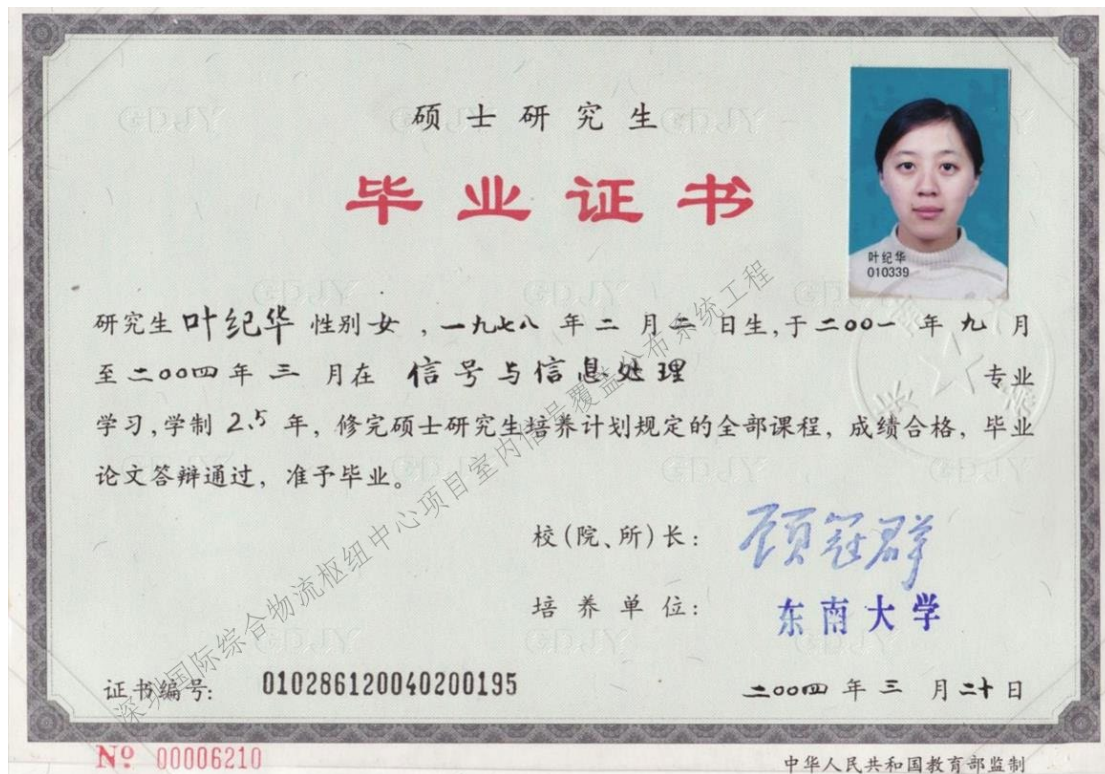 硕士研究生
毕业证书
叶纪华
010339
研究生 叶纪华 性别 女 ，一九七八 年 二 月 二 日生，于 二〇〇一 年 九 月
至 二〇〇四 年 三 月在 信号与信息处理 专业
学习，学制 2.5 年，修完硕士研究生培养计划规定的全部课程，成绩合格，毕业
论文答辩通过，准予毕业。
校（院、所）长： 顾冠群
培养单位： 东南大学
证书编号： 010286120040200195
二〇〇四 年 三 月 二十 日
№ 00006210
中华人民共和国教育部监制
深圳国际综合物流枢纽中心项目室内信号覆盖分布系统工程